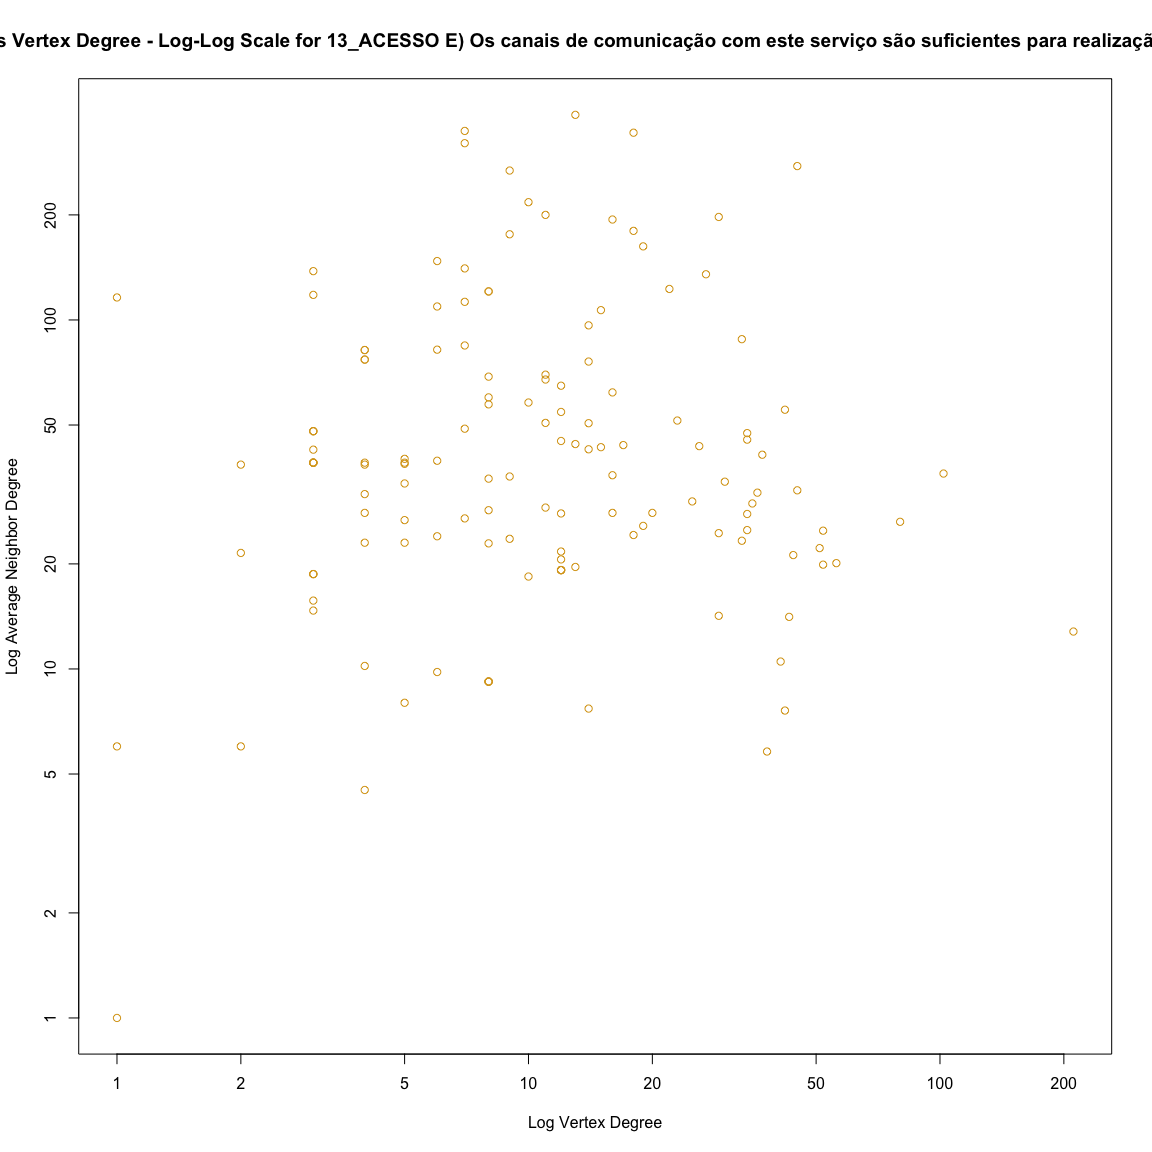 s Vertex Degree - Log-Log Scale for 13_ACESSO E) Os canais de comunicação com este serviço são suficientes para realizaçã
200
100
50
20
10
5
2
1
Log Average Neighbor Degree
1 2 5 10 20 50 100 200
Log Vertex Degree